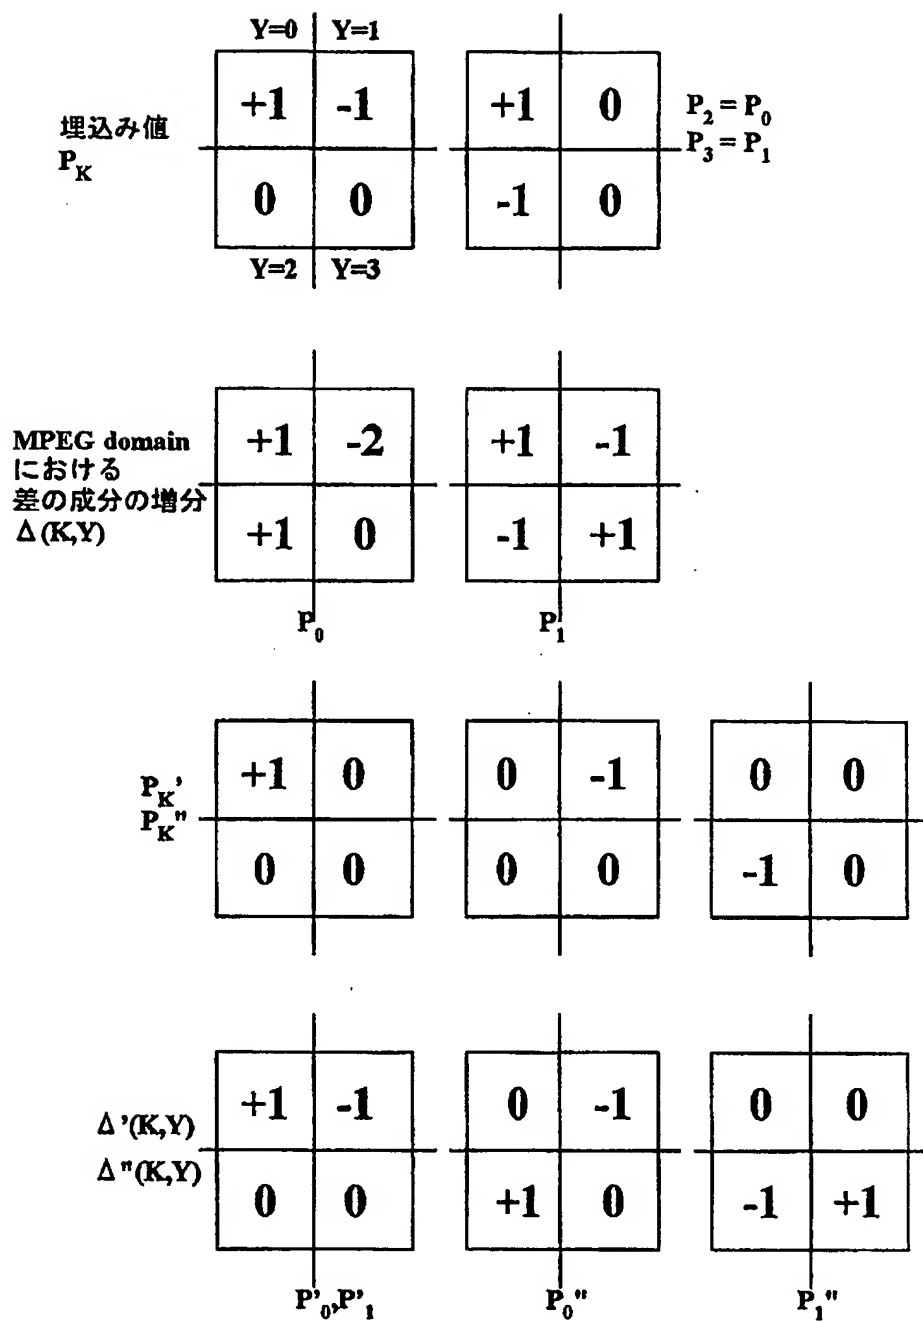 Y=0 Y=1
埋込み値
P_K
+1 -1 +1 0
P_2 = P_0
P_3 = P_1
0 0 -1 0
Y=2 Y=3
MPEG domain
における
差の成分の増分
Δ(K,Y)
+1 -2 +1 -1
+1 0 -1 +1
P_0 P_1
P_K'
P_K"
+1 0 0 -1 0 0
0 0 0 0 -1 0
Δ'(K,Y)
Δ"(K,Y)
+1 -1 0 -1 0 0
0 0 +1 0 -1 +1
P'_0,P'_1 P_0" P_1"